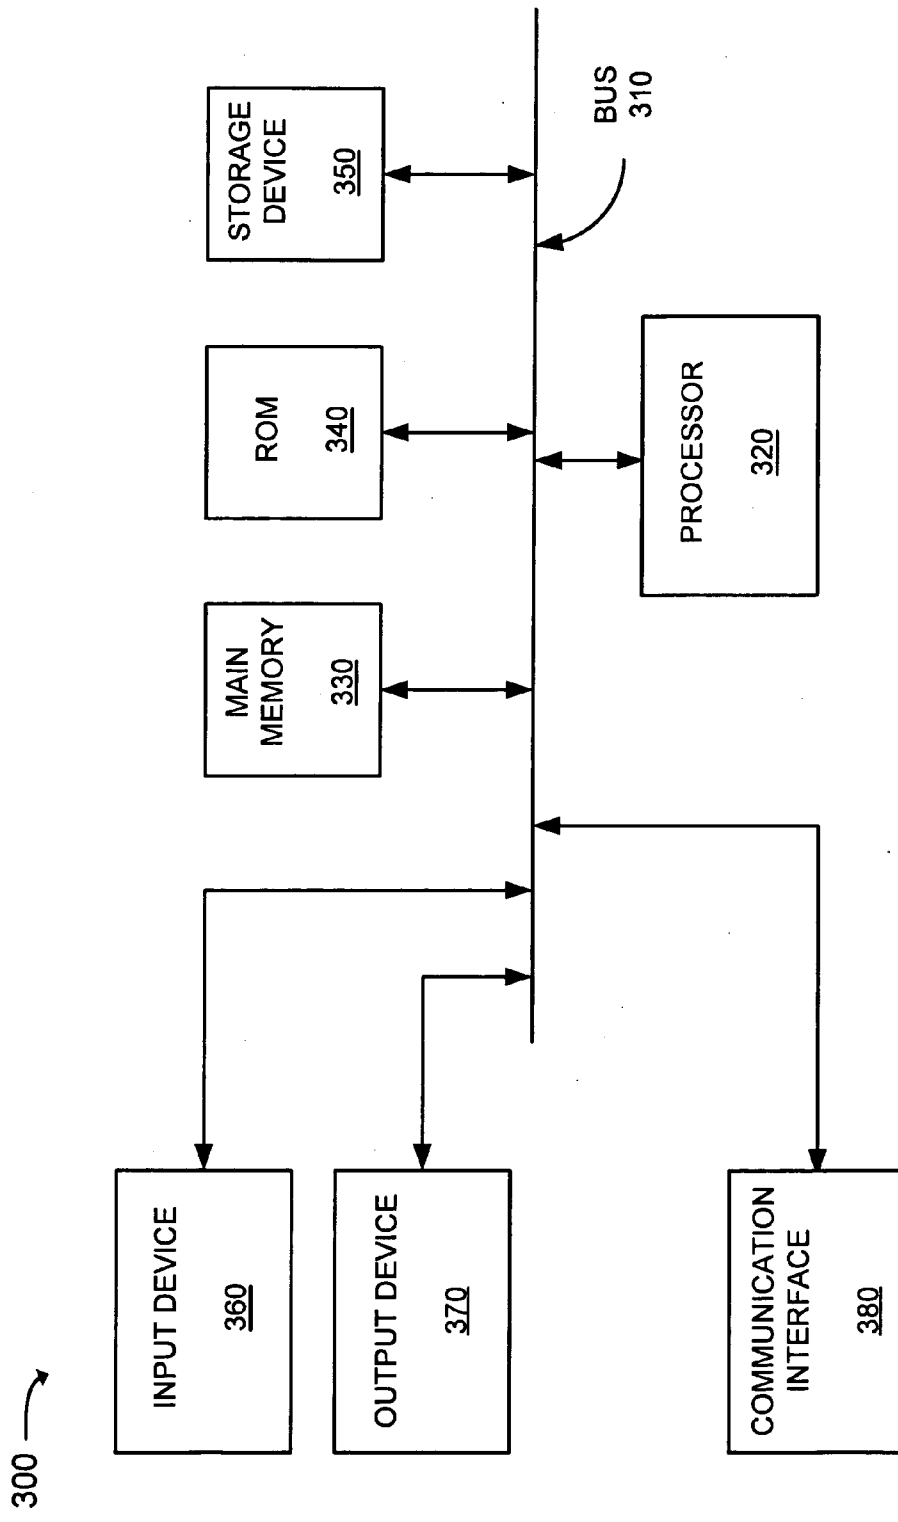 300
INPUT DEVICE
360
OUTPUT DEVICE
370
COMMUNICATION
INTERFACE
380
MAIN
MEMORY
330
ROM
340
STORAGE
DEVICE
350
PROCESSOR
320
BUS
310